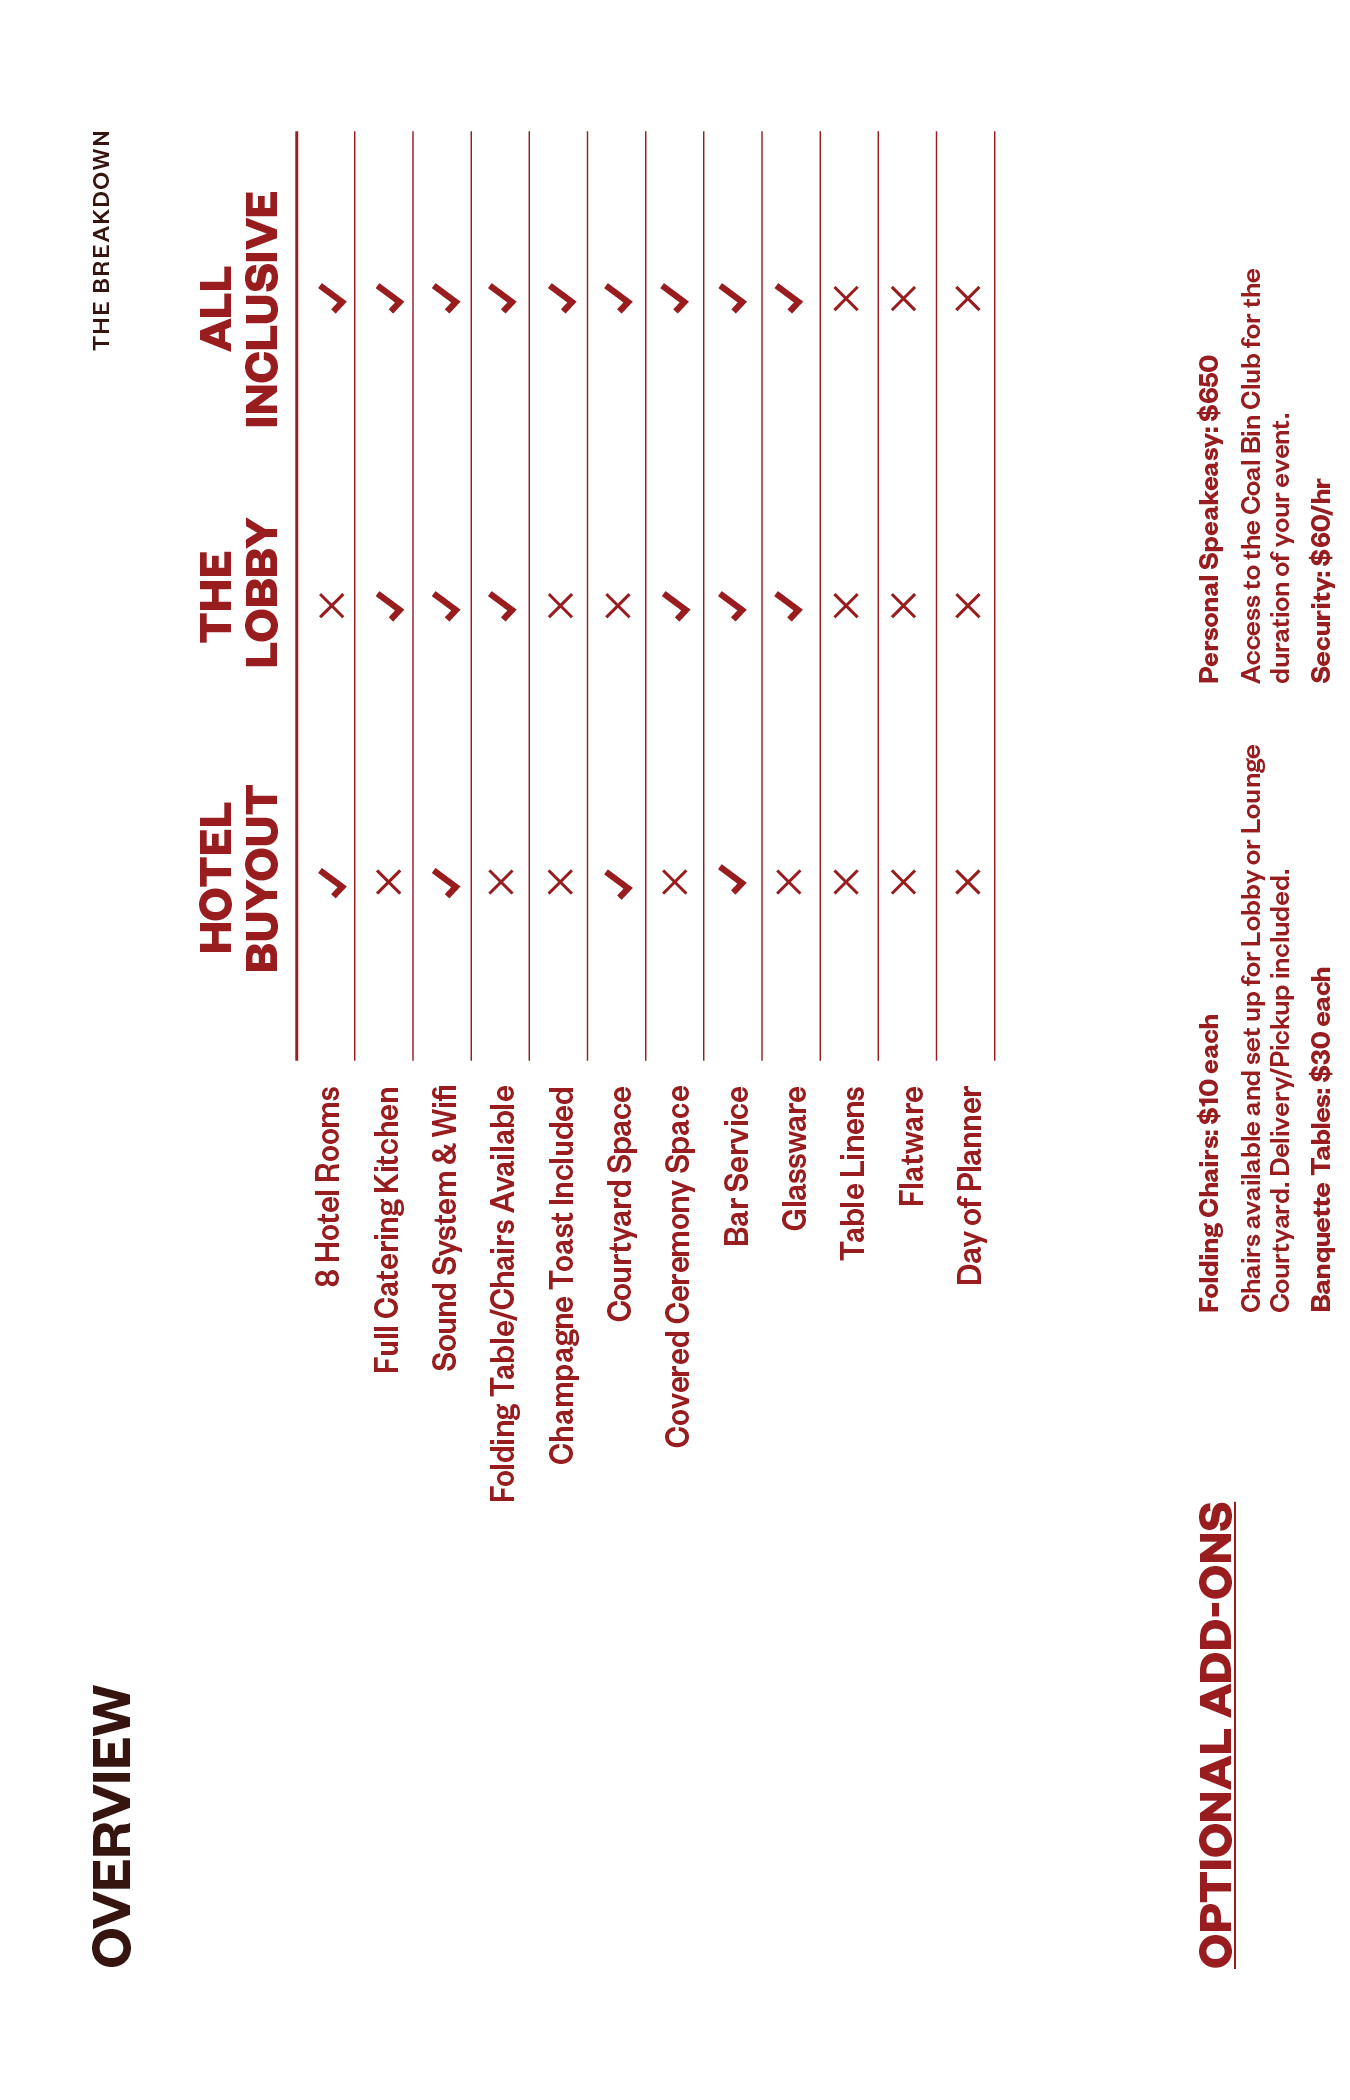 OVERVIEW
THE BREAKDOWN
HOTEL
BUYOUT
THE
LOBBY
ALL
INCLUSIVE
8 Hotel Rooms ✓ × ✓
Full Catering Kitchen × ✓ ✓
Sound System & Wifi ✓ ✓ ✓
Folding Table/Chairs Available × ✓ ✓
Champagne Toast Included × × ✓
Courtyard Space ✓ × ✓
Covered Ceremony Space × ✓ ✓
Bar Service ✓ ✓ ✓
Glassware × ✓ ✓
Table Linens × × ×
Flatware × × ×
Day of Planner × × ×
OPTIONAL ADD-ONS
Folding Chairs: $10 each
Chairs available and set up for Lobby or Lounge
Courtyard. Delivery/Pickup included.
Banquette Tables: $30 each
Personal Speakeasy: $650
Access to the Coal Bin Club for the
duration of your event.
Security: $60/hr